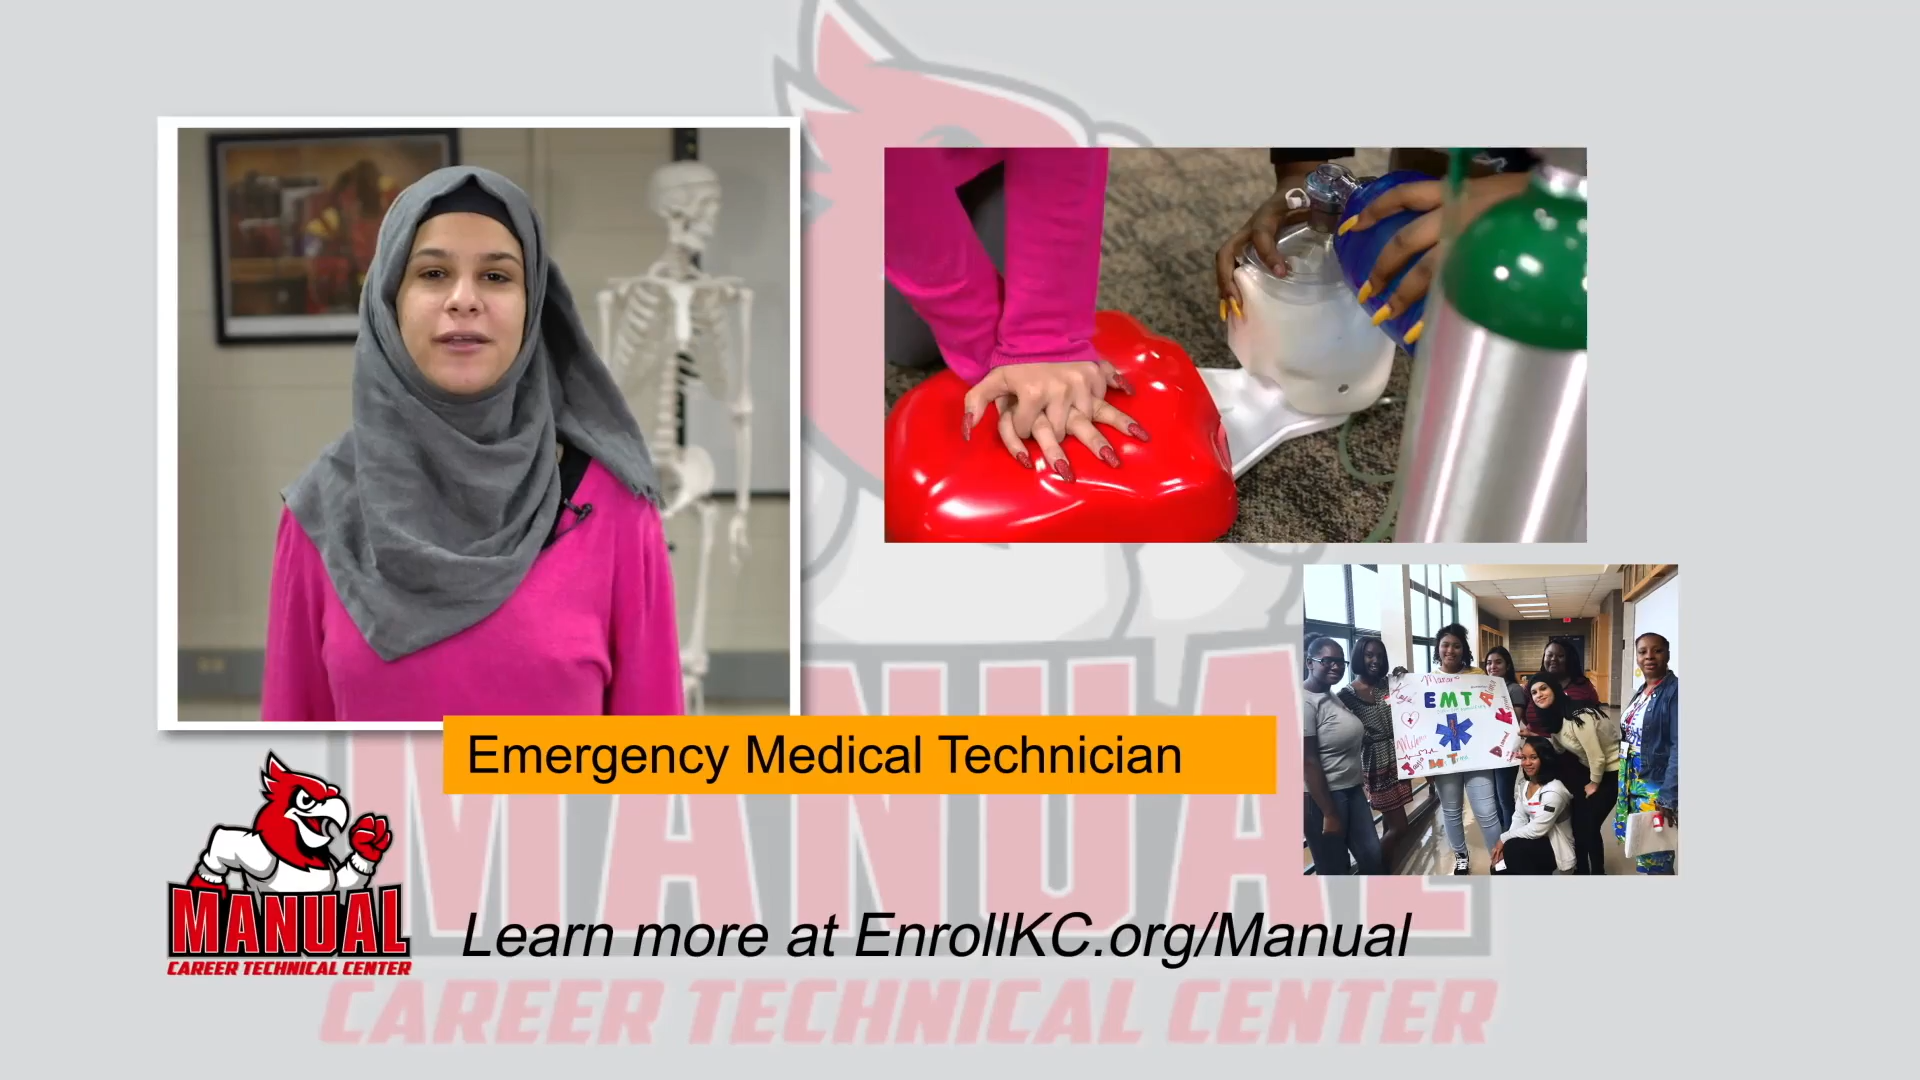 Emergency Medical Technician
EMT
MANUAL
CAREER TECHNICAL CENTER
Learn more at EnrollKC.org/Manual
MANUAL
CAREER TECHNICAL CENTER